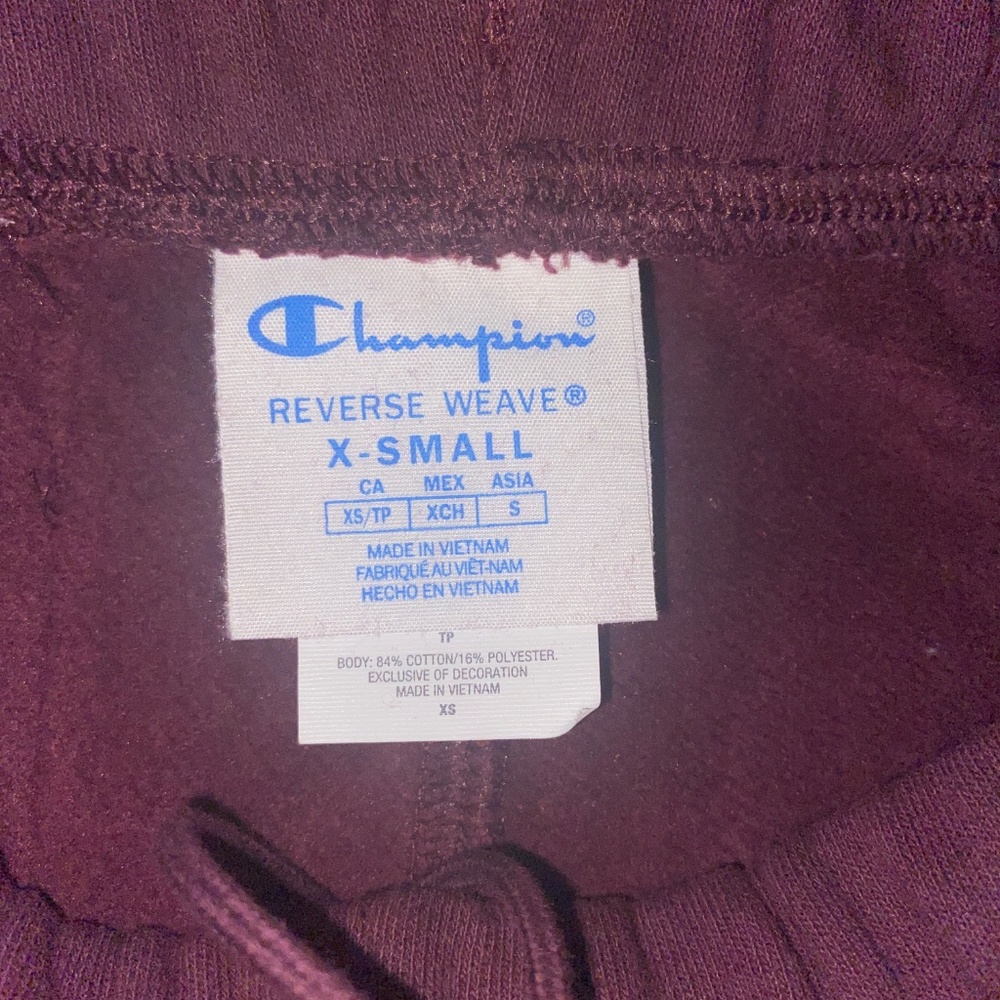 Champion®
REVERSE WEAVE®
X-SMALL
CA MEX ASIA
XS/TP XCH S
MADE IN VIETNAM
FABRIQUÉ AU VIÊT-NAM
HECHO EN VIETNAM
TP
BODY: 84% COTTON/16% POLYESTER.
EXCLUSIVE OF DECORATION
MADE IN VIETNAM
XS